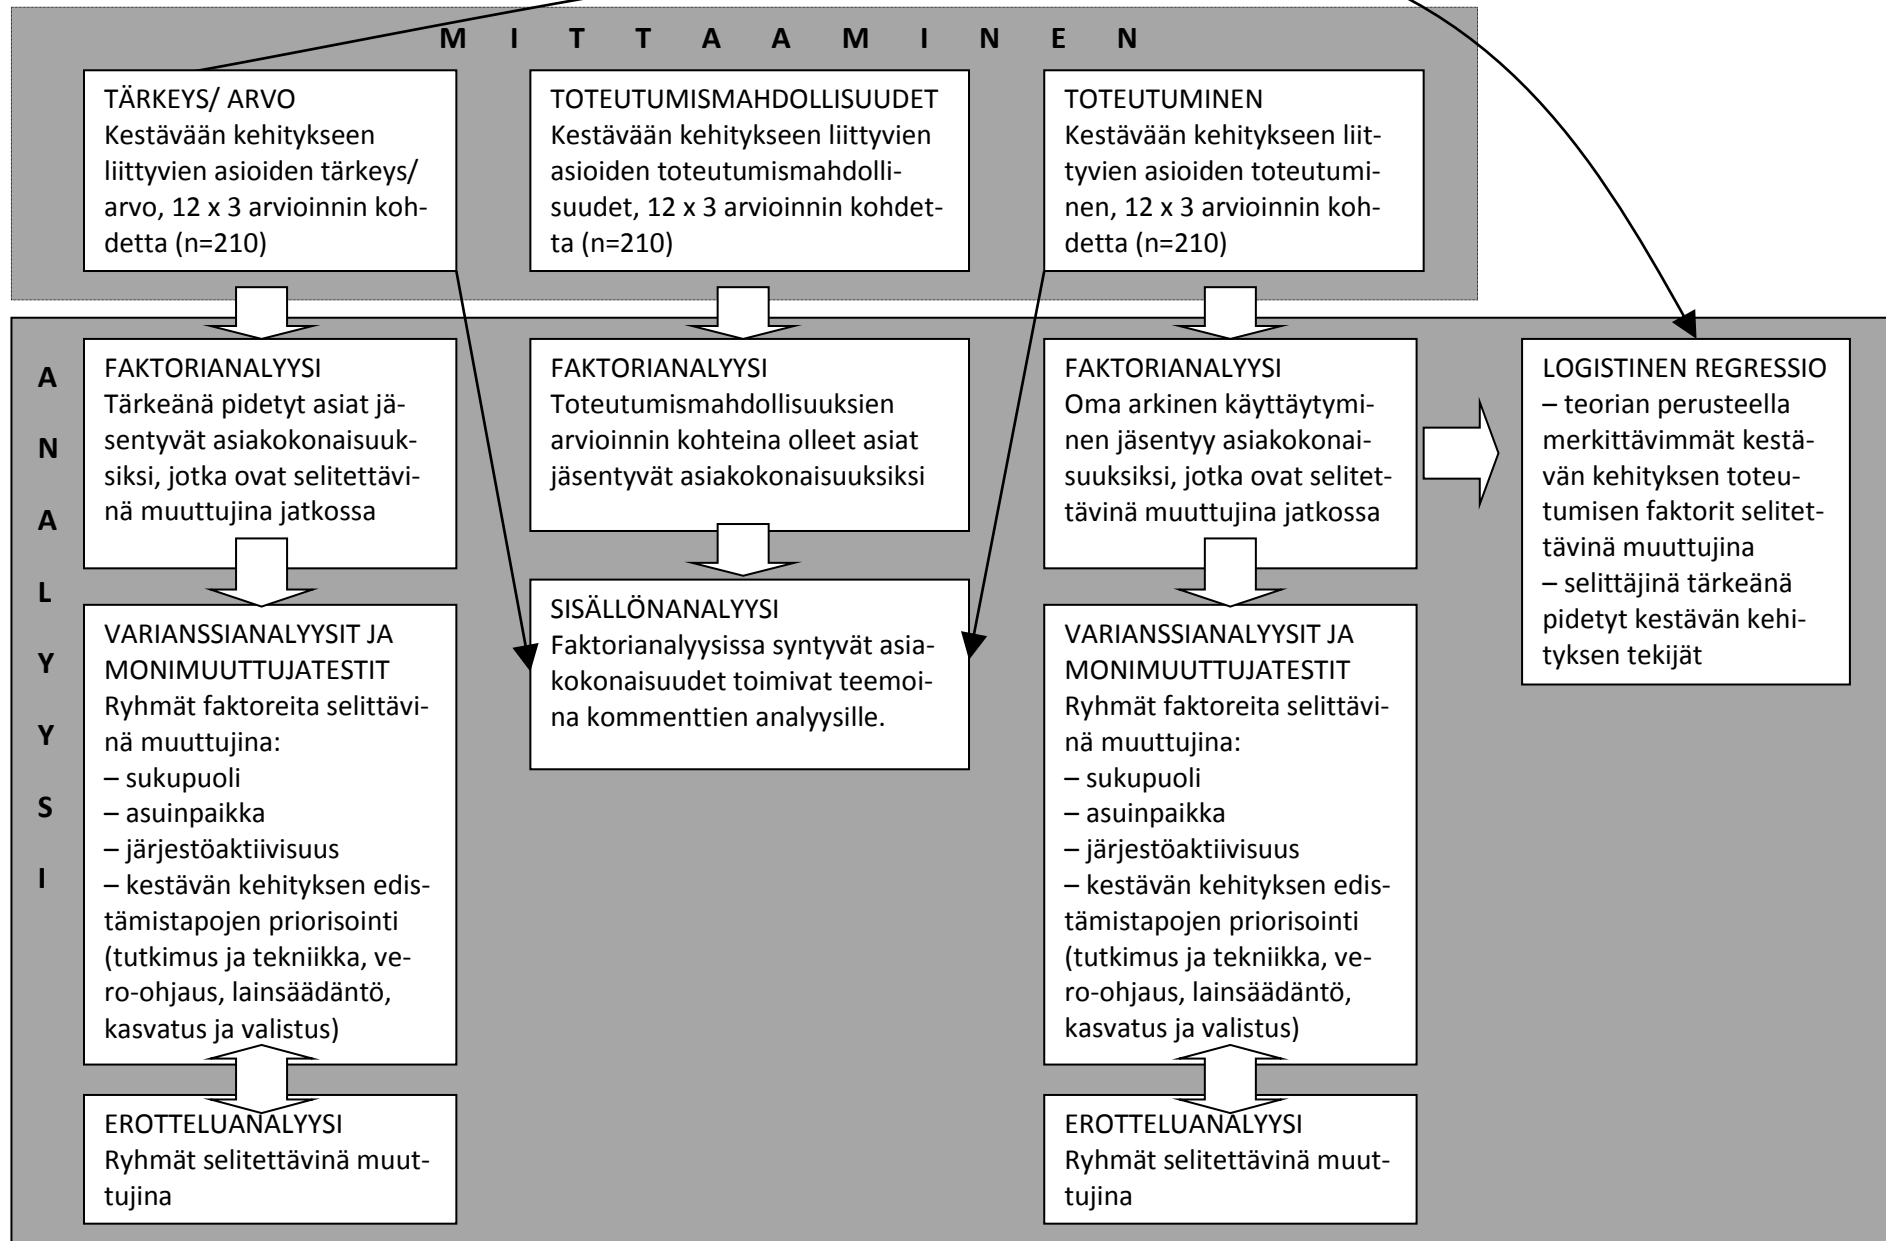 M I T T A A M I N E N
TÄRKEYS/ ARVO
Kestävään kehitykseen
liittyvien asioiden tärkeys/
arvo, 12 x 3 arvioinnin koh-
detta (n=210)
TOTEUTUMISMAHDOLLISUUDET
Kestävään kehitykseen liittyvien
asioiden toteutumismahdolli-
suudet, 12 x 3 arvioinnin kohdet-
ta (n=210)
TOTEUTUMINEN
Kestävään kehitykseen liit-
tyvien asioiden toteutumi-
nen, 12 x 3 arvioinnin koh-
detta (n=210)
A N A L Y Y S I
FAKTORIANALYYSI
Tärkeänä pidetyt asiat jä-
sentyvät asiakokonaisuuk-
siksi, jotka ovat selitettävi-
nä muuttujina jatkossa
FAKTORIANALYYSI
Toteutumismahdollisuuksien
arvioinnin kohteina olleet asiat
jäsentyvät asiakokonaisuuksiksi
FAKTORIANALYYSI
Oma arkinen käyttäytymi-
nen jäsentyy asiakokonai-
suuksiksi, jotka ovat selitet-
tävinä muuttujina jatkossa
LOGISTINEN REGRESSIO
– teorian perusteella
merkittävimmät kestä-
vän kehityksen toteu-
tumisen faktorit selitet-
tävinä muuttujina
– selittäjinä tärkeänä
pidetyt kestävän kehi-
tyksen tekijät
VARIANSSIANALYYSIT JA
MONIMUUTTUJATESTIT
Ryhmät faktoreita selittävi-
nä muuttujina:
– sukupuoli
– asuinpaikka
– järjestöaktiivisuus
– kestävän kehityksen edis-
tämistapojen priorisointi
(tutkimus ja tekniikka, ve-
ro-ohjaus, lainsäädäntö,
kasvatus ja valistus)
SISÄLLÖNANALYYSI
Faktorianalyysissa syntyvät asia-
kokonaisuudet toimivat teemoi-
na kommenttien analyysille.
VARIANSSIANALYYSIT JA
MONIMUUTTUJATESTIT
Ryhmät faktoreita selittävi-
nä muuttujina:
– sukupuoli
– asuinpaikka
– järjestöaktiivisuus
– kestävän kehityksen edis-
tämistapojen priorisointi
(tutkimus ja tekniikka, ve-
ro-ohjaus, lainsäädäntö,
kasvatus ja valistus)
EROTTELUANALYYSI
Ryhmät selitettävinä muut-
tujina
EROTTELUANALYYSI
Ryhmät selitettävinä muut-
tujina